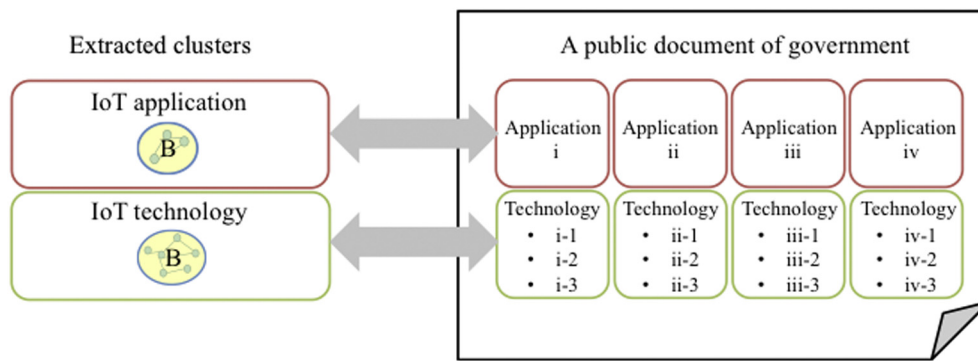 Extracted clusters
A public document of government
IoT application
B
IoT technology
B
Application
i
Application
ii
Application
iii
Application
iv
Technology
• i-1
• i-2
• i-3
Technology
• ii-1
• ii-2
• ii-3
Technology
• iii-1
• iii-2
• iii-3
Technology
• iv-1
• iv-2
• iv-3